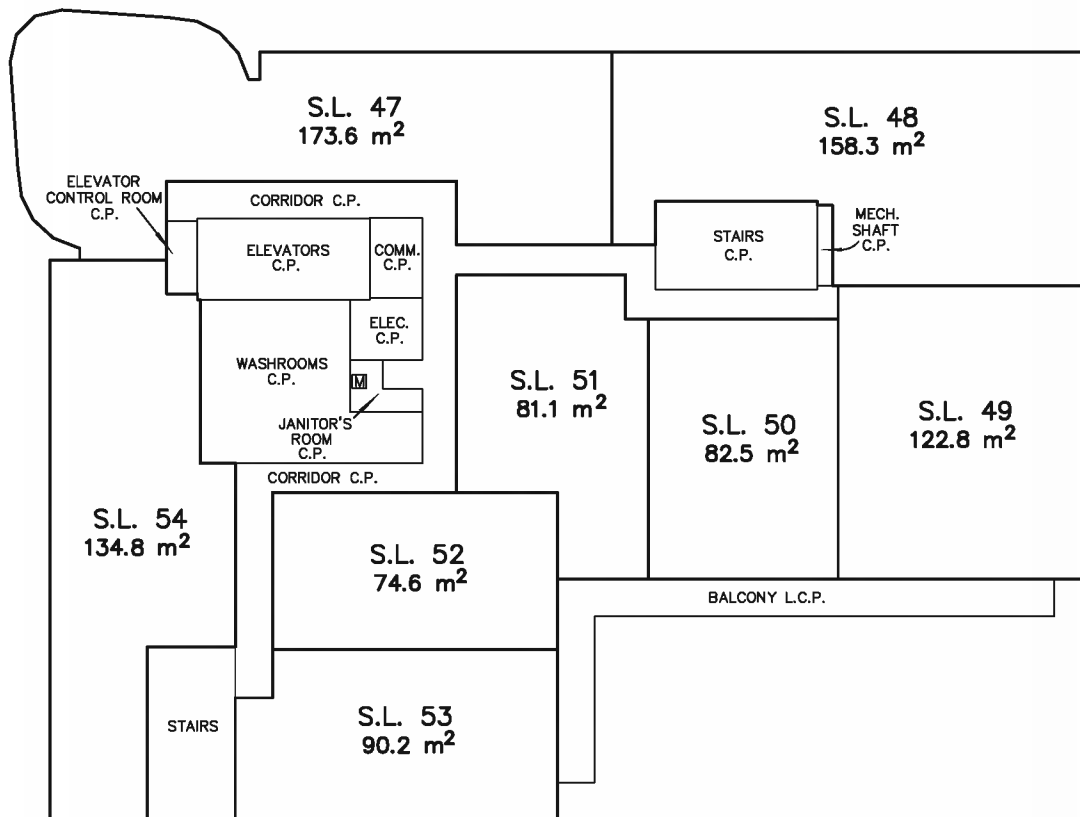 S.L. 47
173.6 m²
S.L. 48
158.3 m²
ELEVATOR
CONTROL ROOM
C.P.
CORRIDOR C.P.
ELEVATORS
C.P.
COMM.
C.P.
STAIRS
C.P.
MECH.
SHAFT
C.P.
ELEC.
C.P.
WASHROOMS
C.P.
M
JANITOR'S
ROOM
C.P.
CORRIDOR C.P.
S.L. 51
81.1 m²
S.L. 50
82.5 m²
S.L. 49
122.8 m²
S.L. 54
134.8 m²
S.L. 52
74.6 m²
BALCONY L.C.P.
STAIRS
S.L. 53
90.2 m²